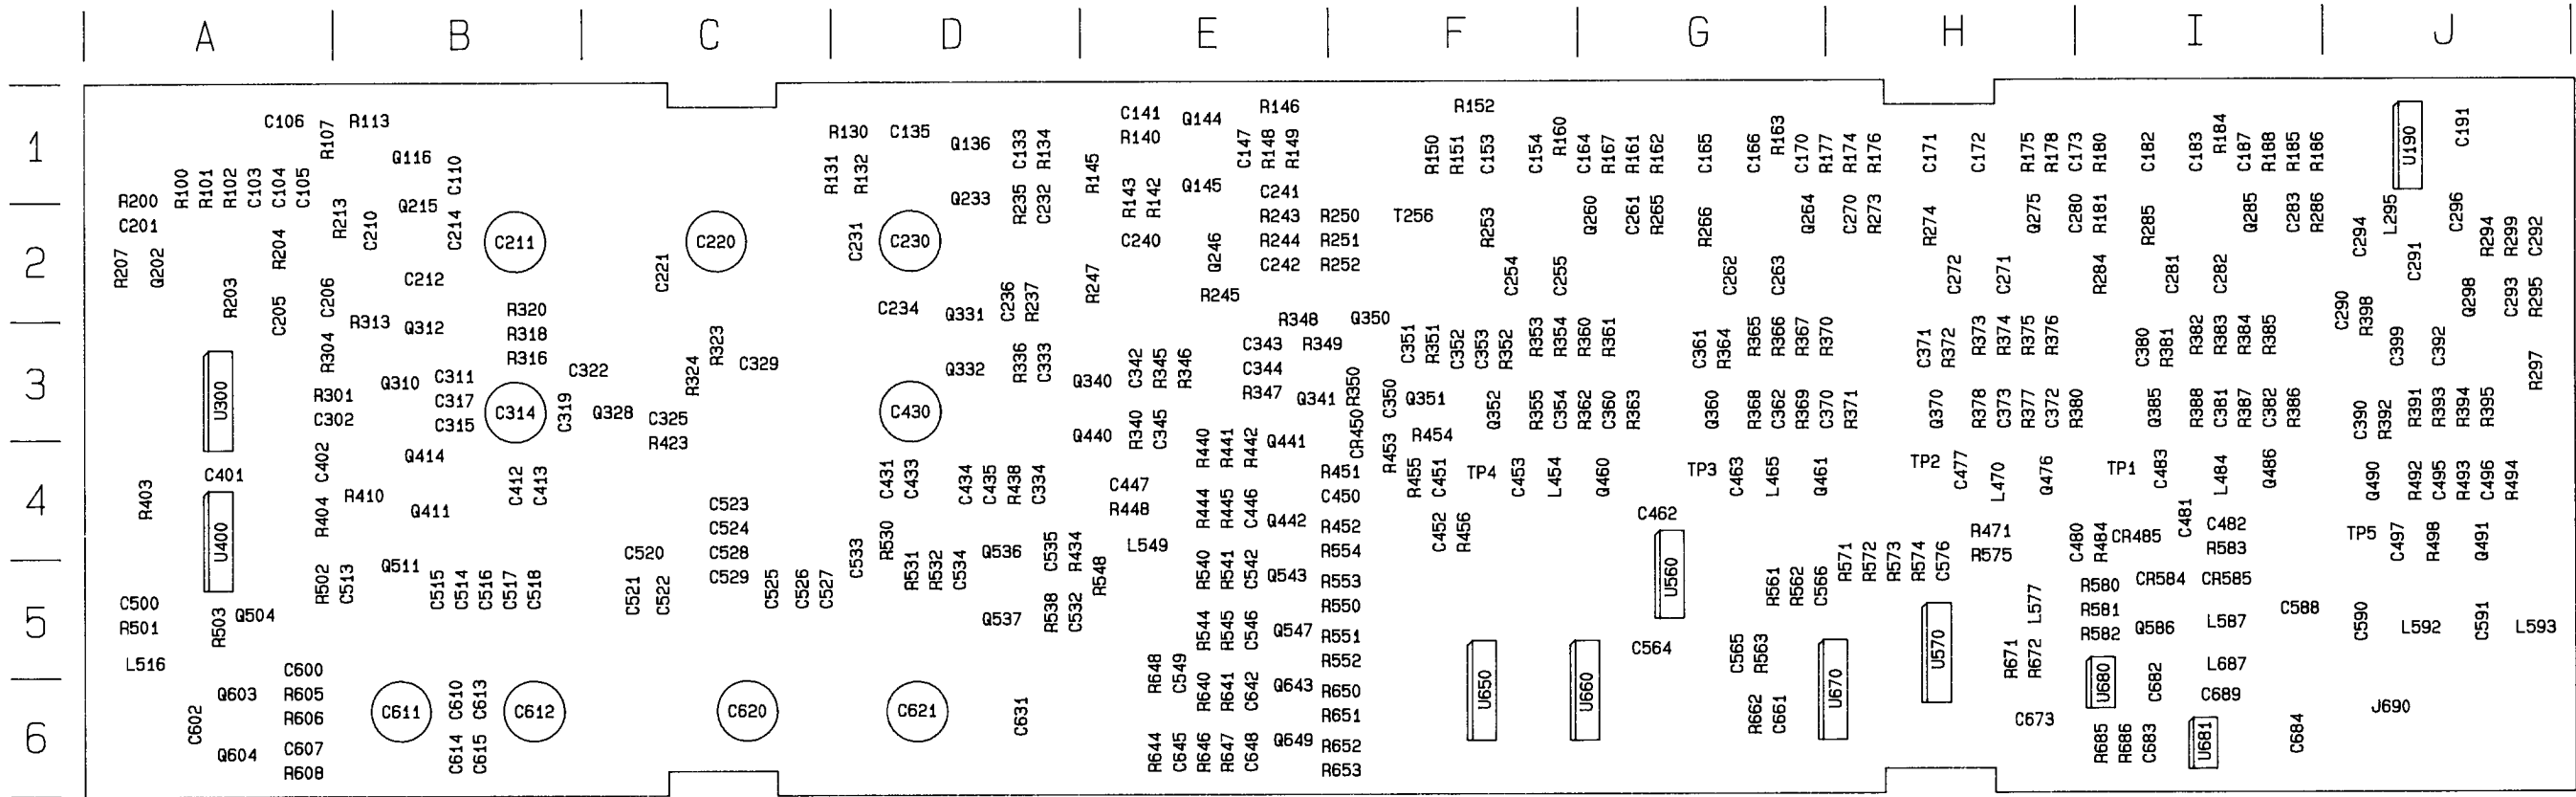 A B C D E F G H I J
1
C106 R107 R113 R130 C135 C141 Q144 R146 R152 R184 C191
Q116 C110 R131 R132 Q136 C133 R134 R140 C147 R148 R149 R150 R151 C153 C154 R160 C164 R167 R161 R162 C165 C166 R163 C170 R177 R174 R176 C171 C172 R175 R178 C173 R180 C182 C183 C187 R188 R185 R186 U190
R100 R101 R102 C103 C104 C105 R145 R143 R142 Q145 C241
R200 Q215 Q233 R235 C232
2
C201 R213 C210 C214 C211 C220 C231 C230 C240 R243 R250 T256 R253 Q260 C261 R265 R266 Q264 C270 R273 R274 Q275 C280 R181 R285 Q285 C283 R286 C294 L295 C296
R207 Q202 R204 C221 Q246 R244 R251 C291 R294 R299 C292
R203 C205 C206 C212 C236 R237 R247 C242 R252 C254 C255 C262 C263 C272 C271 R284 C281 C282
R320 C234 Q331 R245 C290 R398 Q298 C293 R295
R313 Q312 R318 R348 Q350
3
R304 R316 R323 C329 R336 C333 C343 R349 C351 R351 C352 C353 R352 R353 R354 R360 R361 C361 R364 R365 R366 R367 R370 C371 R372 R373 R374 R375 R376 C380 R381 R382 R383 R384 R385 C399 C392
U300 Q310 C311 C322 R324 Q332 Q340 C342 R345 R346 C344 R297
R301 C317 C314 C319 Q328 C430 R347 Q341 R350 C350 Q351 Q352 R355 C354 R362 C360 R363 Q360 R368 C362 R369 C370 R371 Q370 R378 C373 R377 C372 R380 Q385 R388 C381 R387 C382 R386 C390 R392 R391 R393 R394 R395
C302 C315 C325
R423 Q440 R340 C345 R440 R441 R442 Q441 CR450 R453 R454
4
C401 C402 Q414 C412 C413 C431 C433 C434 C435 R438 C334 C447 R451 R455 C451 TP4 C453 L454 Q460 TP3 C463 L465 Q461 TP2 C477 L470 Q476 TP1 C483 L484 Q486 Q490 R492 C495 R493 C496 R494
R403 U400 R404 R410 Q411 C523 R448 R444 R445 C446 Q442 C450 C452 R456 C462 C481
C524 R530 R452 R471 C480 R484 CR485 C482 TP5 C497 R498 Q491
C520 C528 C533 Q536 C535 R434 L549 R554 U560 R571 R572 R573 R574 C576 R575 R583
Q511 R531 R532 C534 R548 R540 R541 C542
5
R502 C513 C515 C514 C516 C517 C518 C521 C522 C529 C525 C526 C527 Q543 R553 R561 R562 C566 R580 CR584 CR585
C500 Q504 Q537 R538 C532 R550 U570 L577 R581 C588
R501 R503 R544 R545 C546 Q547 R551 R582 Q586 L587 C590 L592 C591 L593
L516 C600 R648 C549 R552 C564 C565 R563 R671 R672 L687
6
Q603 R605 C611 C610 C613 C612 C620 C621 C631 R640 R641 C642 Q643 R650 U650 U660 R662 C661 U670 U680 C682 C689 J690
C602 R606 R651 C673
Q604 C607 C614 C615 R644 C645 R646 R647 C648 Q649 R652 R685 R686 C683 U681 C684
R608 R653